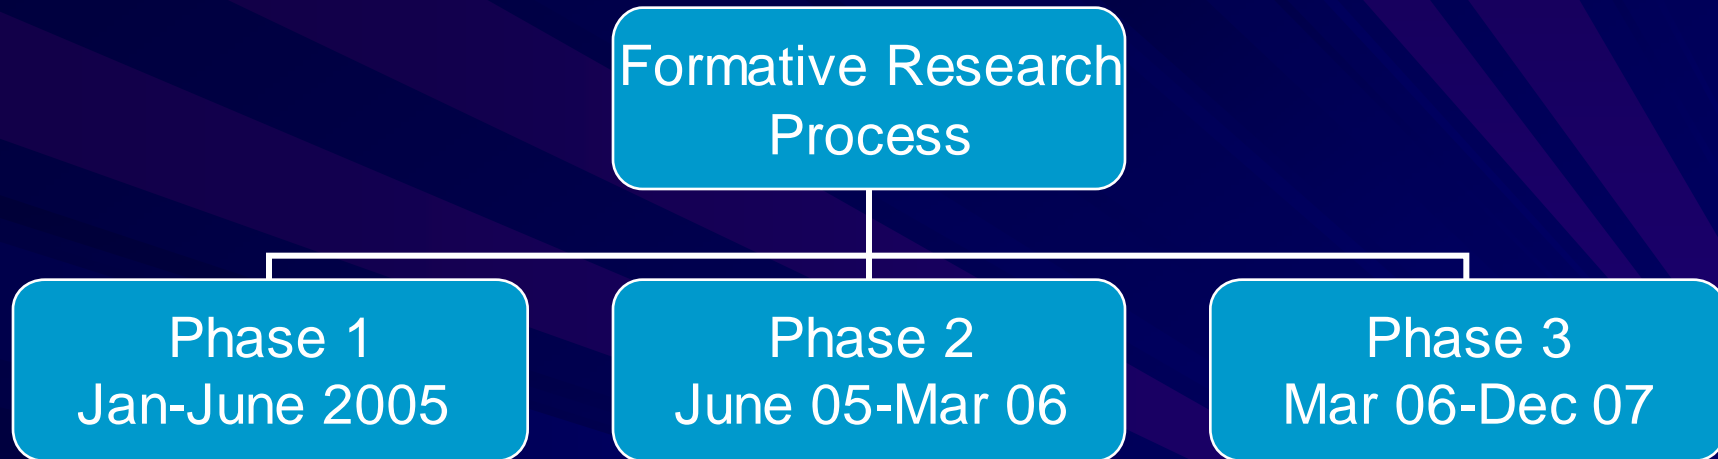 Formative Research
Process
Phase 1
Jan-June 2005
Phase 2
June 05-Mar 06
Phase 3
Mar 06-Dec 07